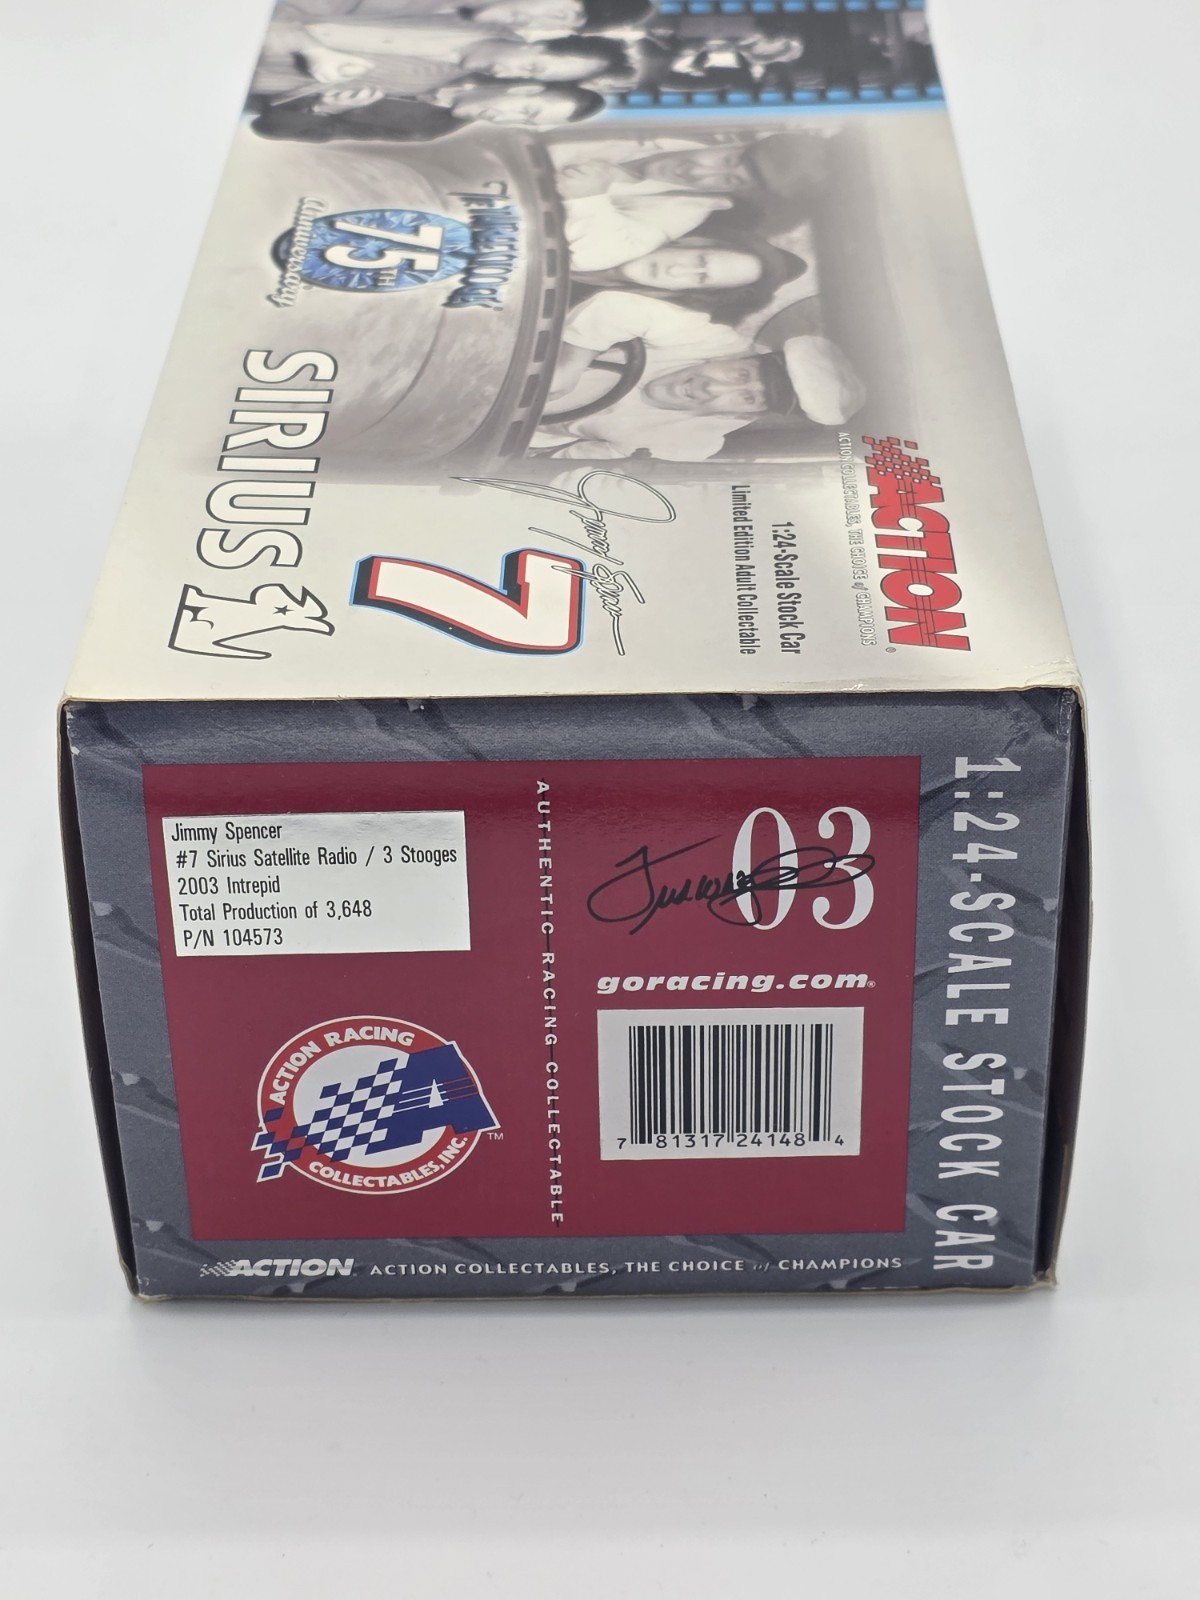 The Three Stooges
75TH
anniversary
SIRIUS
7
Jimmy Spencer
1:24-Scale Stock Car
Limited Edition Adult Collectable
ACTION®
ACTION COLLECTABLES, THE CHOICE of CHAMPIONS
1:24-SCALE STOCK CAR
Jimmy Spencer
#7 Sirius Satellite Radio / 3 Stooges
2003 Intrepid
Total Production of 3,648
P/N 104573
AUTHENTIC RACING COLLECTABLE
03
goracing.com®
7 81317 24148 4
ACTION RACING
COLLECTABLES, INC.
A
TM
ACTION ACTION COLLECTABLES, THE CHOICE of CHAMPIONS